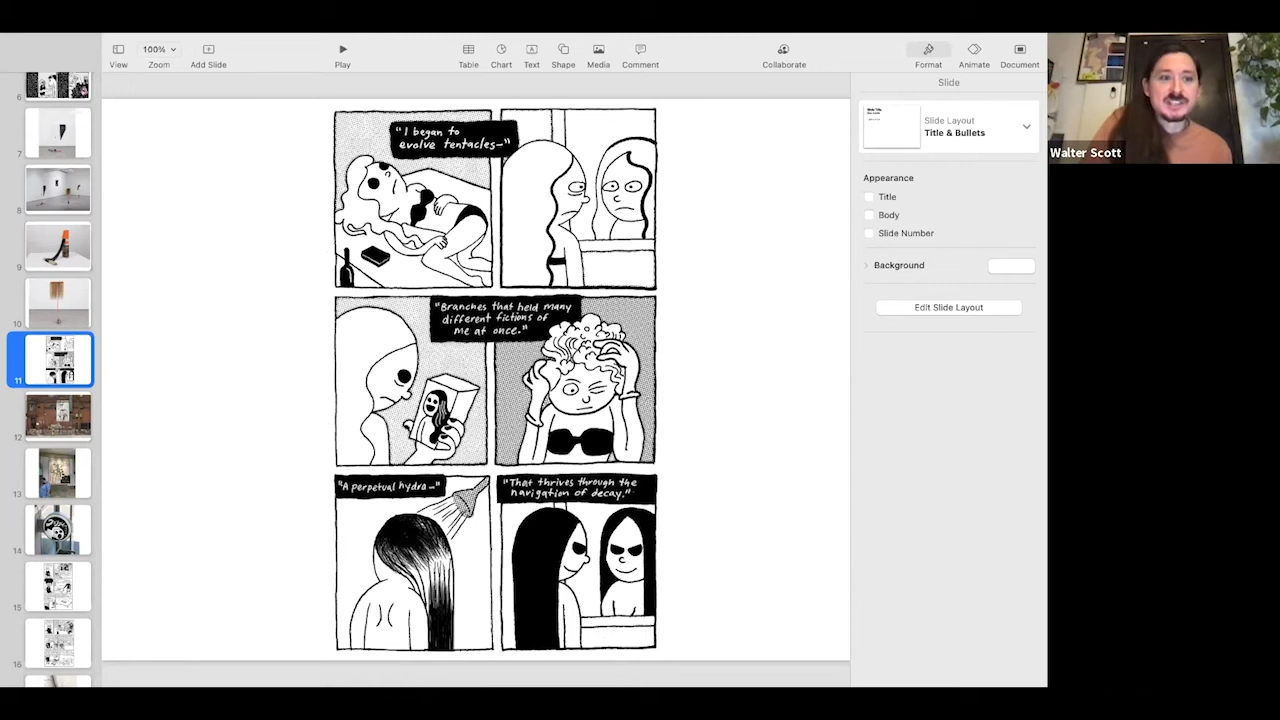 100%
View
Zoom
Add Slide
Play
Table
Chart
Text
Shape
Media
Comment
Collaborate
Format
Animate
Document
Slide
Slide Layout
Title & Bullets
Appearance
Title
Body
Slide Number
Background
Edit Slide Layout
6
7
8
9
10
11
12
13
14
15
16
"I began to
evolve tentacles—"
"Branches that held many
different fictions of
me at once."
"A perpetual hydra—"
"That thrives through the
navigation of decay."
Walter Scott